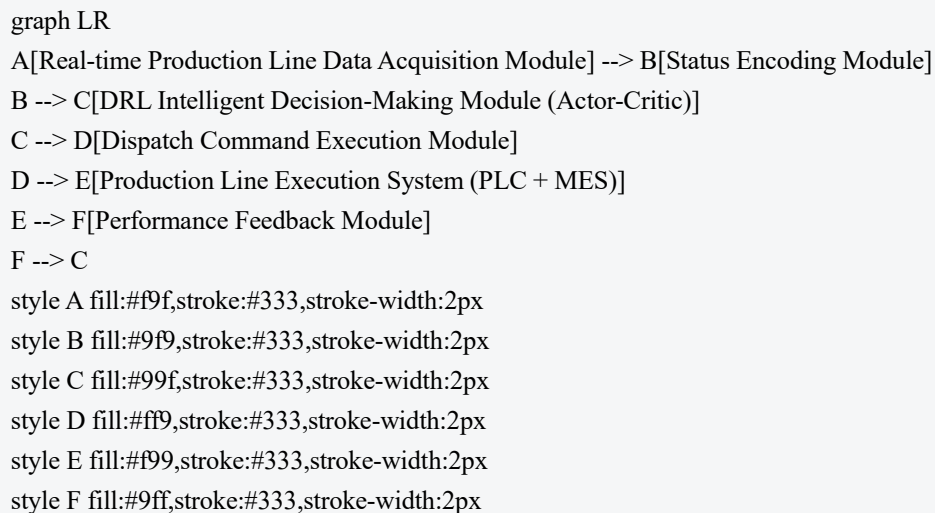 graph LR
A[Real-time Production Line Data Acquisition Module] --> B[Status Encoding Module]
B --> C[DRL Intelligent Decision-Making Module (Actor-Critic)]
C --> D[Dispatch Command Execution Module]
D --> E[Production Line Execution System (PLC + MES)]
E --> F[Performance Feedback Module]
F --> C
style A fill:#f9f,stroke:#333,stroke-width:2px
style B fill:#9f9,stroke:#333,stroke-width:2px
style C fill:#99f,stroke:#333,stroke-width:2px
style D fill:#ff9,stroke:#333,stroke-width:2px
style E fill:#f99,stroke:#333,stroke-width:2px
style F fill:#9ff,stroke:#333,stroke-width:2px